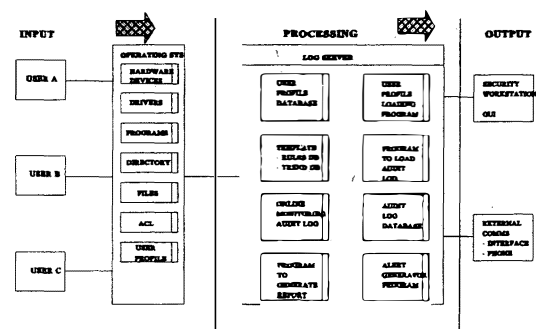 INPUT
PROCESSING
OUTPUT
OPERATING SYS
LOG SERVER
USER A
USER B
USER C
HARDWARE
DEVICES
DRIVERS
PROGRAMS
DIRECTORY
FILES
ACL
USER
PROFILE
USER
PROFILE
DATABASE
USER
PROFILE
LOADING
PROGRAM
TEMPLATE
- RULES DB
- TREND DB
PROGRAM
TO LOAD
AUDIT
LOG
ONLINE
MONITORING
AUDIT LOG
AUDIT
LOG
DATABASE
PROGRAM
TO
GENERATE
REPORT
ALERT
GENERATOR
PROGRAM
SECURITY
WORKSTATION
GUI
EXTERNAL
COMMS
- INTERFACE
- PHONE